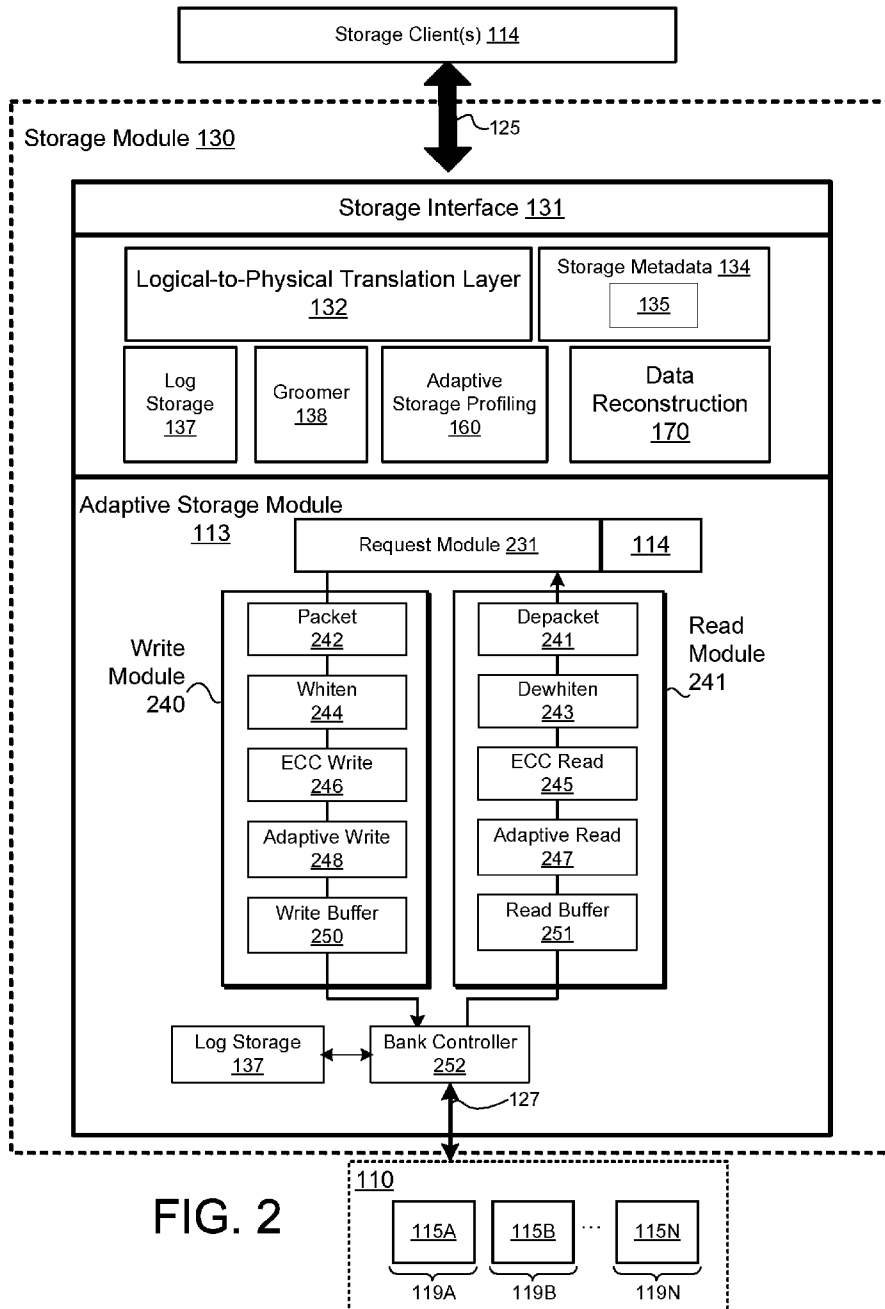 Storage Client(s) 114
125
Storage Module 130
Storage Interface 131
Logical-to-Physical Translation Layer
132
Storage Metadata 134
135
Log
Storage
137
Groomer
138
Adaptive
Storage Profiling
160
Data
Reconstruction
170
Adaptive Storage Module
113
Request Module 231
114
Write
Module
240
Packet
242
Whiten
244
ECC Write
246
Adaptive Write
248
Write Buffer
250
Depacket
241
Dewhiten
243
ECC Read
245
Adaptive Read
247
Read Buffer
251
Read
Module
241
Log Storage
137
Bank Controller
252
127
110
FIG. 2
115A
115B
...
115N
119A
119B
119N